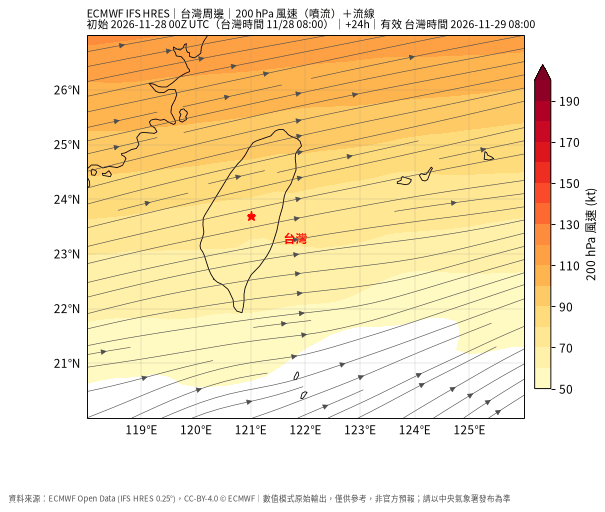 ECMWF IFS HRES｜台灣周邊｜200 hPa 風速（噴流）＋流線
初始 2026-11-28 00Z UTC（台灣時間 11/28 08:00）｜+24h｜有效 台灣時間 2026-11-29 08:00
26°N
25°N
24°N
23°N
22°N
21°N
台灣
119°E
120°E
121°E
122°E
123°E
124°E
125°E
190
170
150
130
110
90
70
50
200 hPa 風速 (kt)
資料來源：ECMWF Open Data (IFS HRES 0.25°)，CC-BY-4.0 © ECMWF｜數值模式原始輸出，僅供參考，非官方預報；請以中央氣象署發布為準